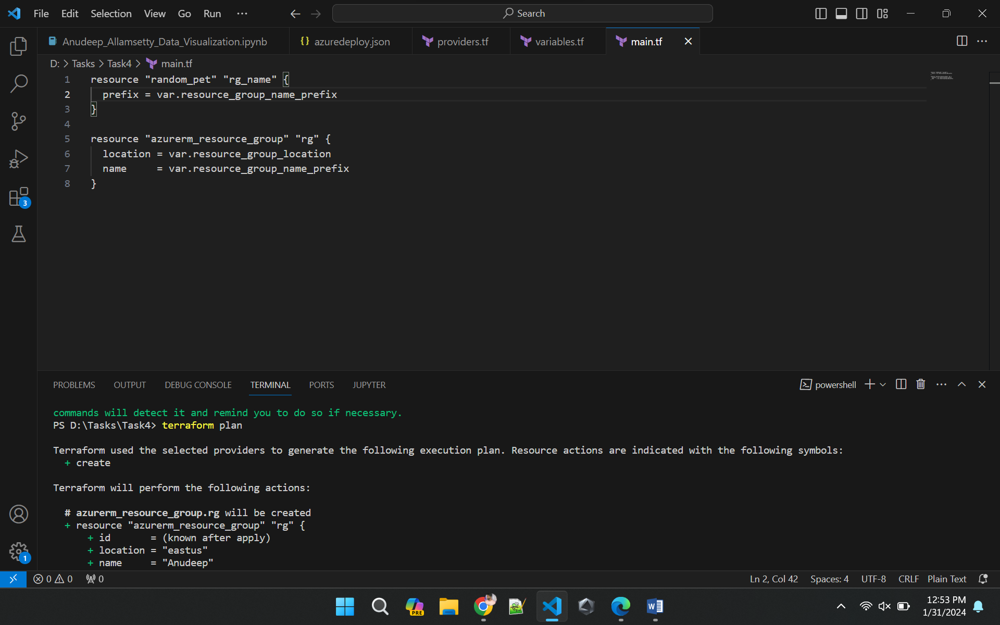 File Edit Selection View Go Run ··· Search
Anudeep_Allamsetty_Data_Visualization.ipynb {} azuredeploy.json providers.tf variables.tf main.tf
D: > Tasks > Task4 > main.tf
1 resource "random_pet" "rg_name" {
2 prefix = var.resource_group_name_prefix
3 }
4
5 resource "azurerm_resource_group" "rg" {
6 location = var.resource_group_location
7 name     = var.resource_group_name_prefix
8 }
3
1
PROBLEMS OUTPUT DEBUG CONSOLE TERMINAL PORTS JUPYTER powershell
commands will detect it and remind you to do so if necessary.
PS D:\Tasks\Task4> terraform plan
Terraform used the selected providers to generate the following execution plan. Resource actions are indicated with the following symbols:
+ create
Terraform will perform the following actions:
# azurerm_resource_group.rg will be created
+ resource "azurerm_resource_group" "rg" {
+ id       = (known after apply)
+ location = "eastus"
+ name     = "Anudeep"
0 0 0 Ln 2, Col 42 Spaces: 4 UTF-8 CRLF Plain Text
PRE
W
12:53 PM
1/31/2024